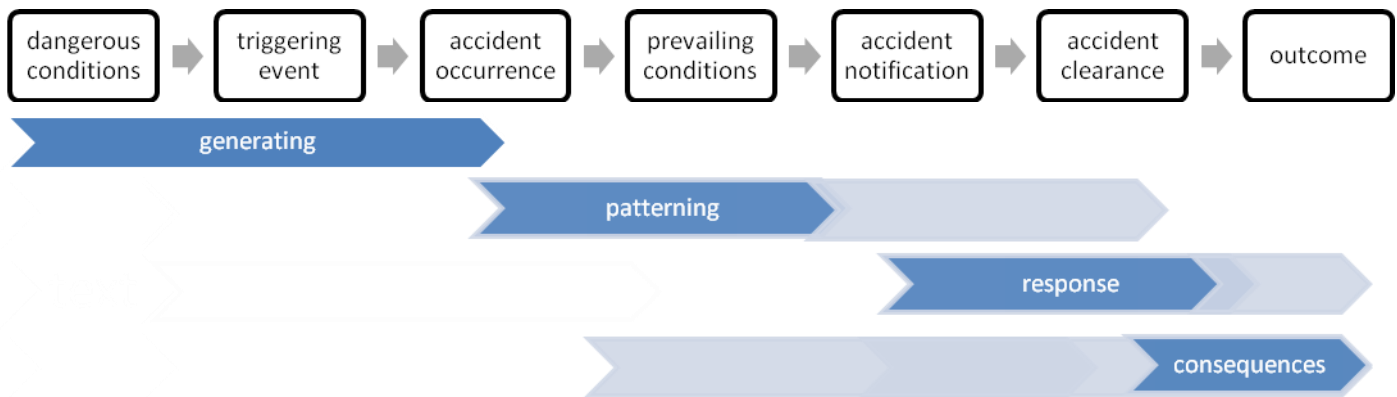 dangerous
conditions
triggering
event
accident
occurrence
prevailing
conditions
accident
notification
accident
clearance
outcome
generating
patterning
response
consequences